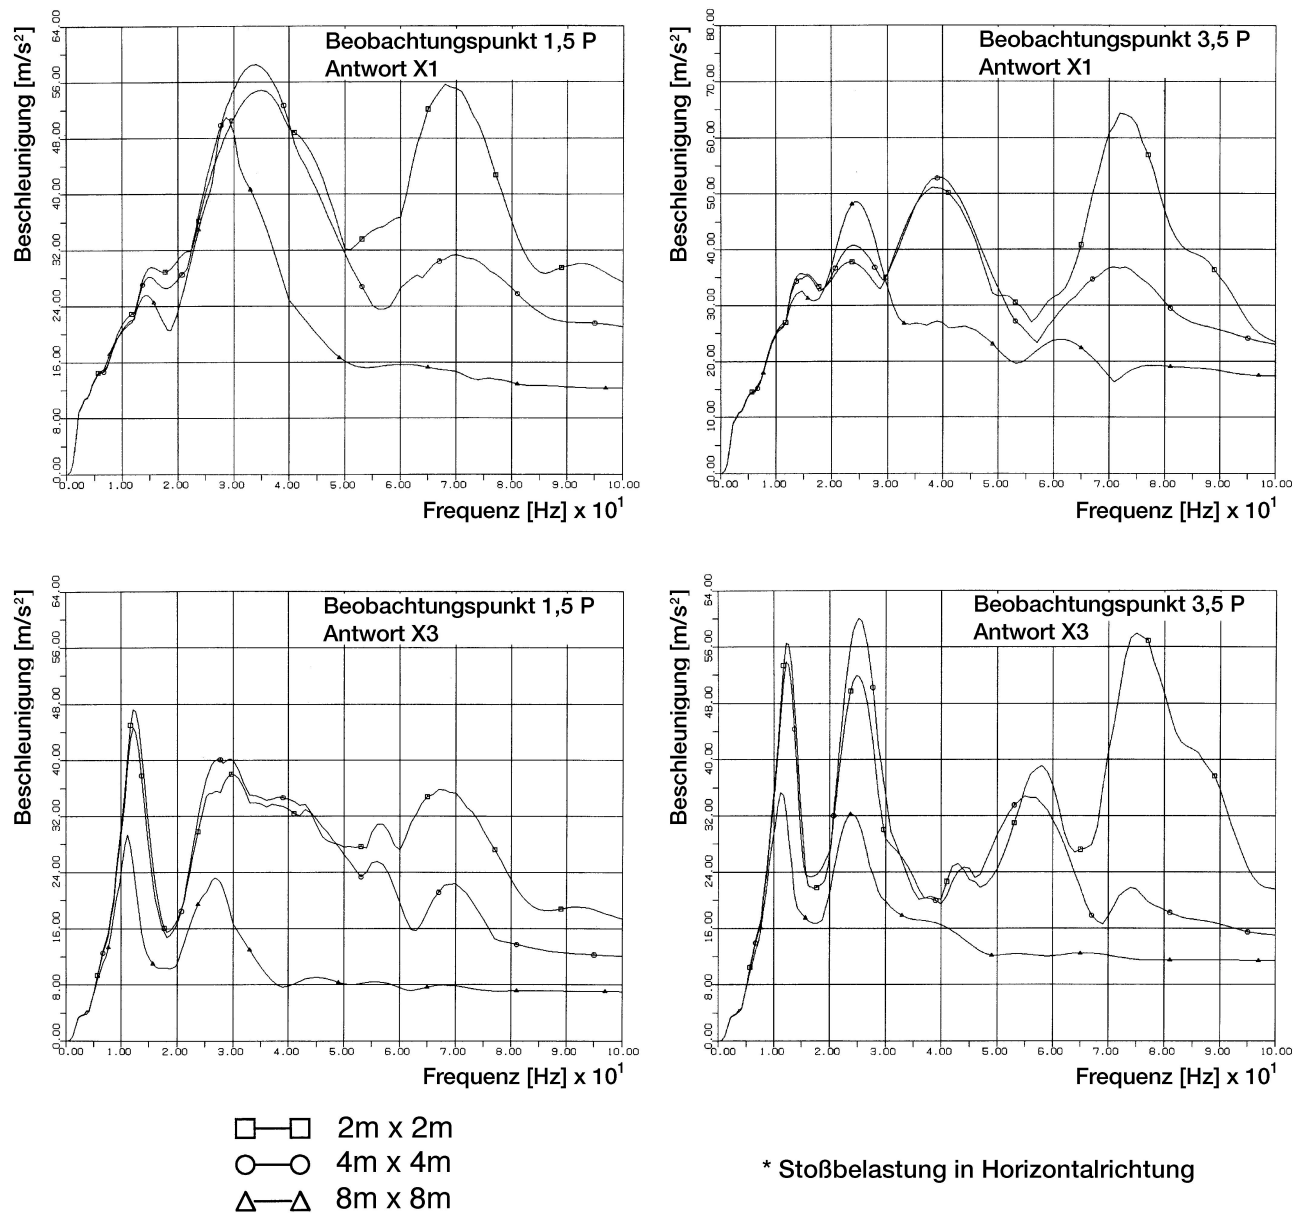 Beobachtungspunkt 1,5 P
Antwort X1
Beschleunigung [m/s²]
64.00
56.00
48.00
40.00
32.00
24.00
16.00
8.00
0.00
0.00 1.00 2.00 3.00 4.00 5.00 6.00 7.00 8.00 9.00 10.00
Frequenz [Hz] x 10¹
Beobachtungspunkt 3,5 P
Antwort X1
Beschleunigung [m/s²]
80.00
70.00
60.00
50.00
40.00
30.00
20.00
10.00
0.00
0.00 1.00 2.00 3.00 4.00 5.00 6.00 7.00 8.00 9.00 10.00
Frequenz [Hz] x 10¹
Beobachtungspunkt 1,5 P
Antwort X3
Beschleunigung [m/s²]
64.00
56.00
48.00
40.00
32.00
24.00
16.00
8.00
0.00
0.00 1.00 2.00 3.00 4.00 5.00 6.00 7.00 8.00 9.00 10.00
Frequenz [Hz] x 10¹
Beobachtungspunkt 3,5 P
Antwort X3
Beschleunigung [m/s²]
64.00
56.00
48.00
40.00
32.00
24.00
16.00
8.00
0.00
0.00 1.00 2.00 3.00 4.00 5.00 6.00 7.00 8.00 9.00 10.00
Frequenz [Hz] x 10¹
2m x 2m
4m x 4m
8m x 8m
* Stoßbelastung in Horizontalrichtung